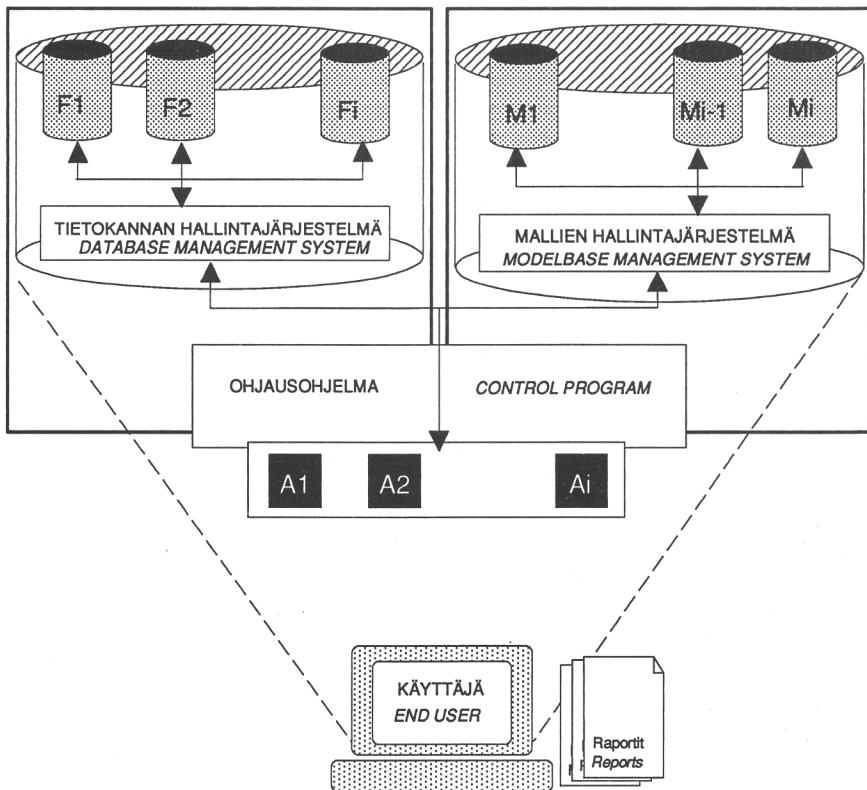 F1 F2 Fi
M1 Mi-1 Mi
TIETOKANNAN HALLINTAJÄRJESTELMÄ
DATABASE MANAGEMENT SYSTEM
MALLIEN HALLINTAJÄRJESTELMÄ
MODELBASE MANAGEMENT SYSTEM
OHJAUSOHJELMA CONTROL PROGRAM
A1 A2 Ai
KÄYTTÄJÄ
END USER
Raportit
Reports